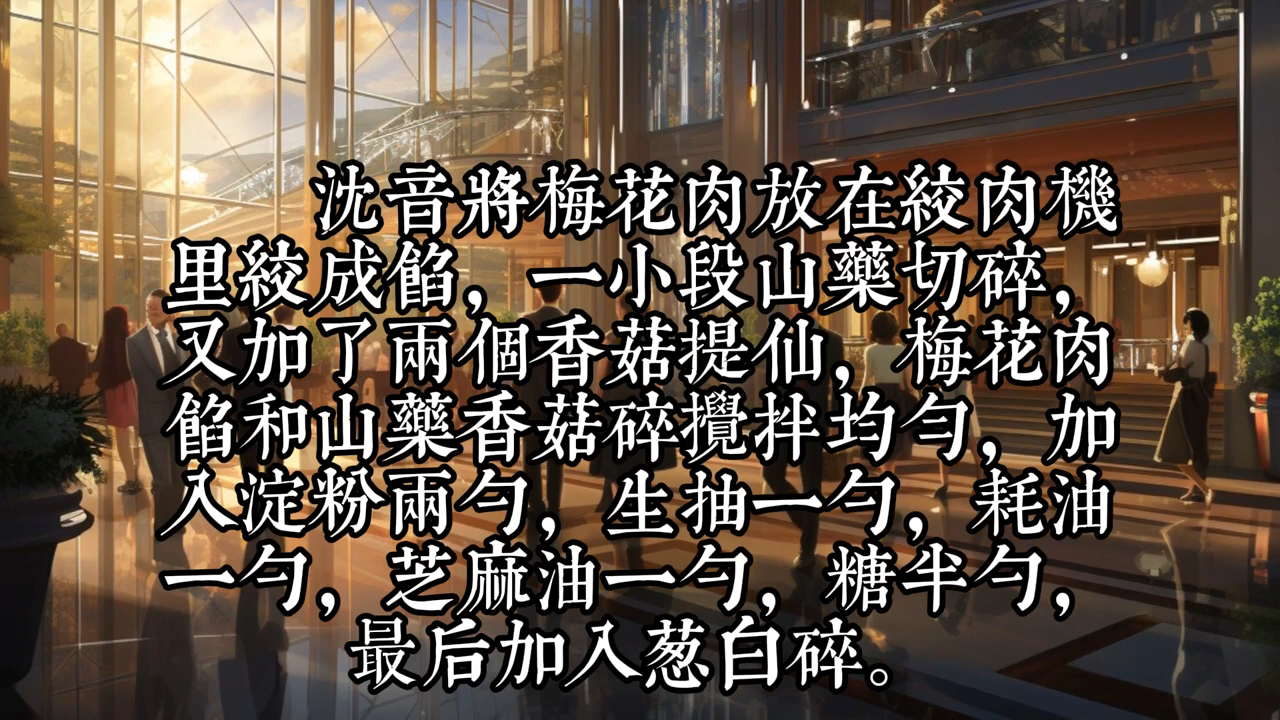 沈音將梅花肉放在絞肉機
里絞成餡，一小段山藥切碎，
又加了兩個香菇提仙，梅花肉
餡和山藥香菇碎攪拌均勻，加
入淀粉兩勺，生抽一勺，耗油
一勺，芝麻油一勺，糖半勺，
最后加入葱白碎。